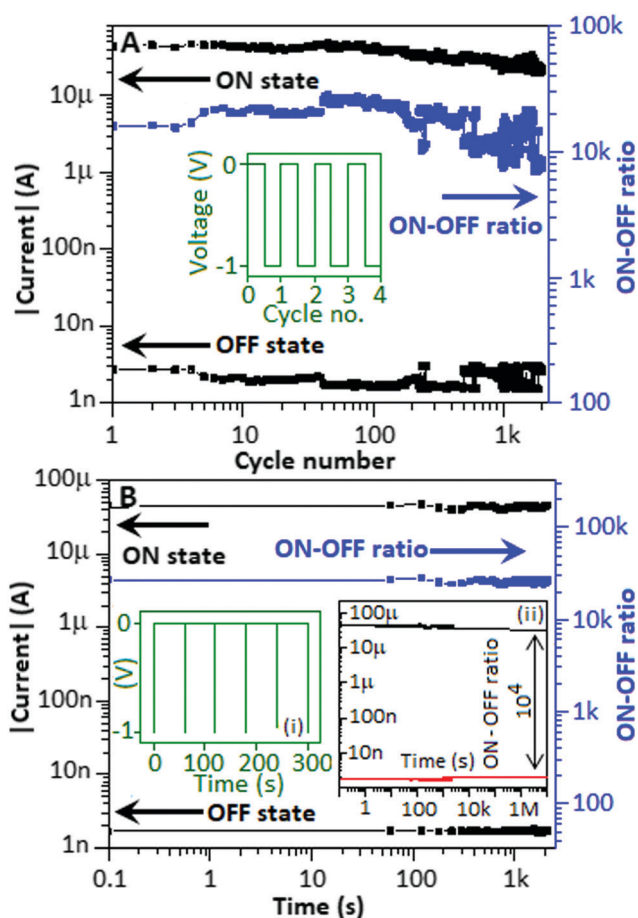 A
100k
ON state
10μ
10k
1μ
0
Voltage (V)
-1
0 1 2 3 4
Cycle no.
ON-OFF ratio
|Current| (A)
ON-OFF ratio
100n
1k
10n
OFF state
1n
100
1 10 100 1k
Cycle number
B
100μ
ON state
ON-OFF ratio
100k
10μ
10k
1μ
0
(V)
-1
(i)
0 100 200 300
Time (s)
(ii)
100μ
10μ
1μ
100n
10n
ON - OFF ratio
10⁴
Time (s)
1 100 10k 1M
|Current| (A)
ON-OFF ratio
100n
1k
10n
OFF state
100
1n
0.1 1 10 100 1k
Time (s)